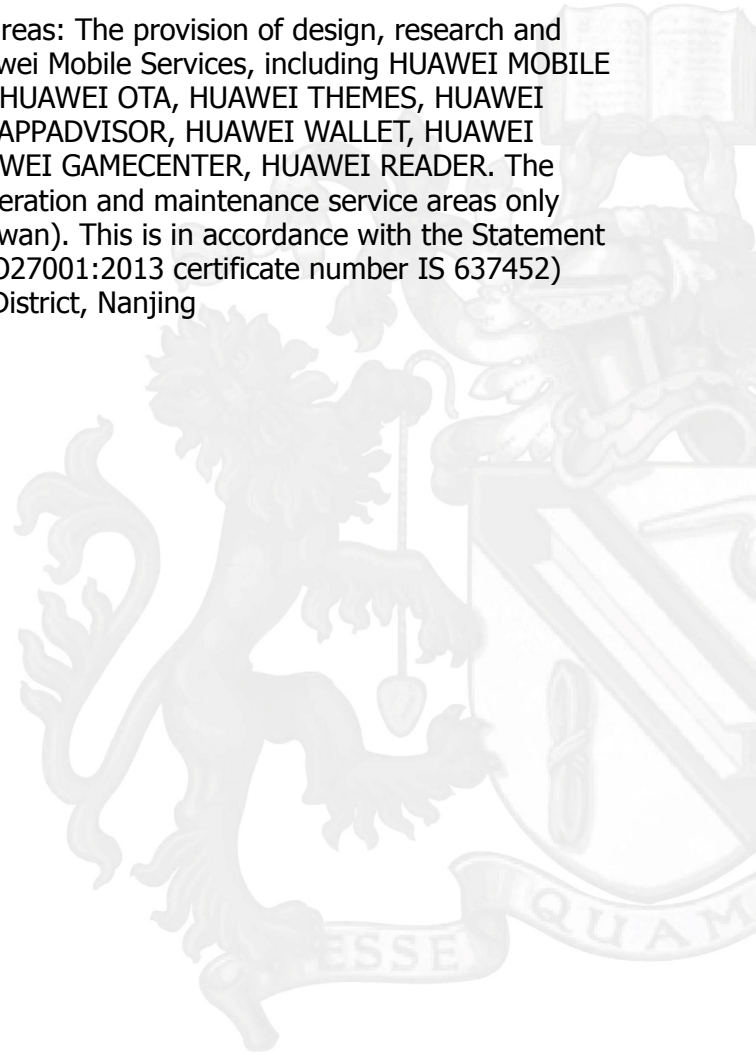 reas: The provision of design, research and
wei Mobile Services, including HUAWEI MOBILE
HUAWEI OTA, HUAWEI THEMES, HUAWEI
APPADVISOR, HUAWEI WALLET, HUAWEI
WEI GAMECENTER, HUAWEI READER. The
eration and maintenance service areas only
wan). This is in accordance with the Statement
O27001:2013 certificate number IS 637452)
District, Nanjing
ESSE
QUAM